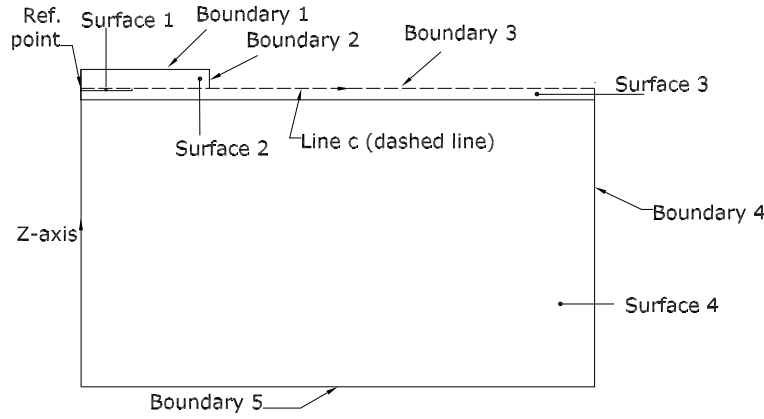 Ref.
point
Surface 1
Boundary 1
Boundary 2
Boundary 3
Surface 3
Surface 2
Line c (dashed line)
Boundary 4
Z-axis
Surface 4
Boundary 5